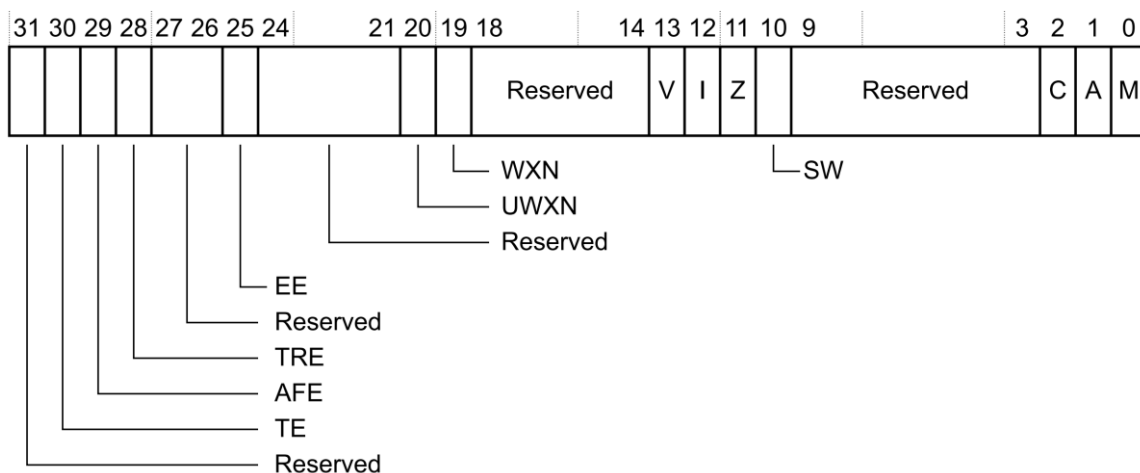 31 30 29 28 27 26 25 24 21 20 19 18 14 13 12 11 10 9 3 2 1 0
Reserved V I Z Reserved C A M
WXN SW
UWXN
Reserved
EE
Reserved
TRE
AFE
TE
Reserved